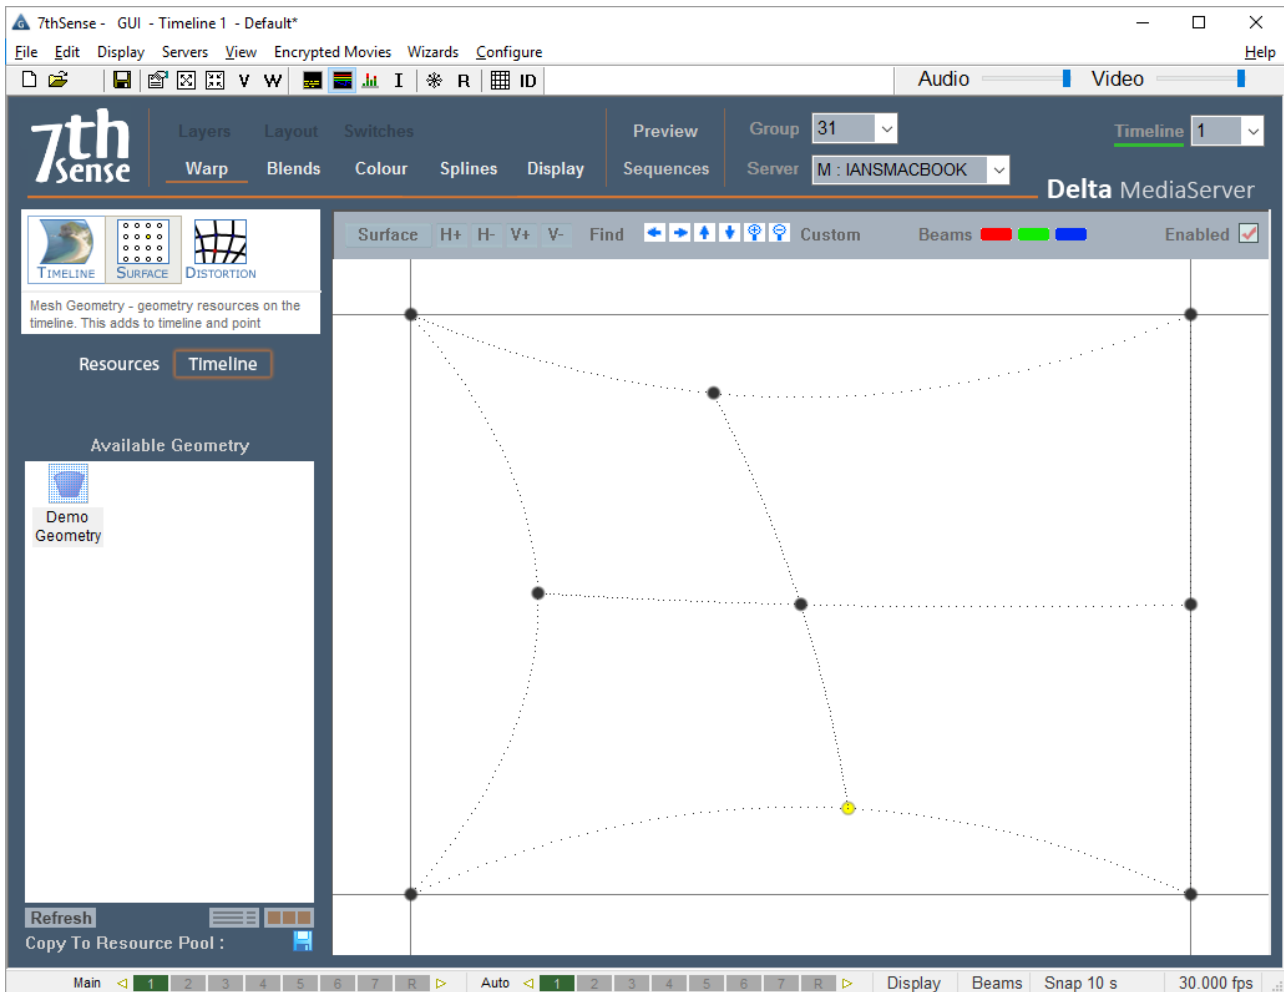 7thSense - GUI - Timeline 1 - Default*
File Edit Display Servers View Encrypted Movies Wizards Configure Help
V W I R ID Audio Video
7th Sense
Layers Layout Switches Preview Group 31 Timeline 1
Warp Blends Colour Splines Display Sequences Server M : IANSMACBOOK
Delta MediaServer
Surface H+ H- V+ V- Find Custom Beams Enabled
TIMELINE SURFACE DISTORTION
Mesh Geometry - geometry resources on the
timeline. This adds to timeline and point
Resources Timeline
Available Geometry
Demo
Geometry
Refresh
Copy To Resource Pool :
Main 1 2 3 4 5 6 7 R Auto 1 2 3 4 5 6 7 R Display Beams Snap 10 s 30.000 fps